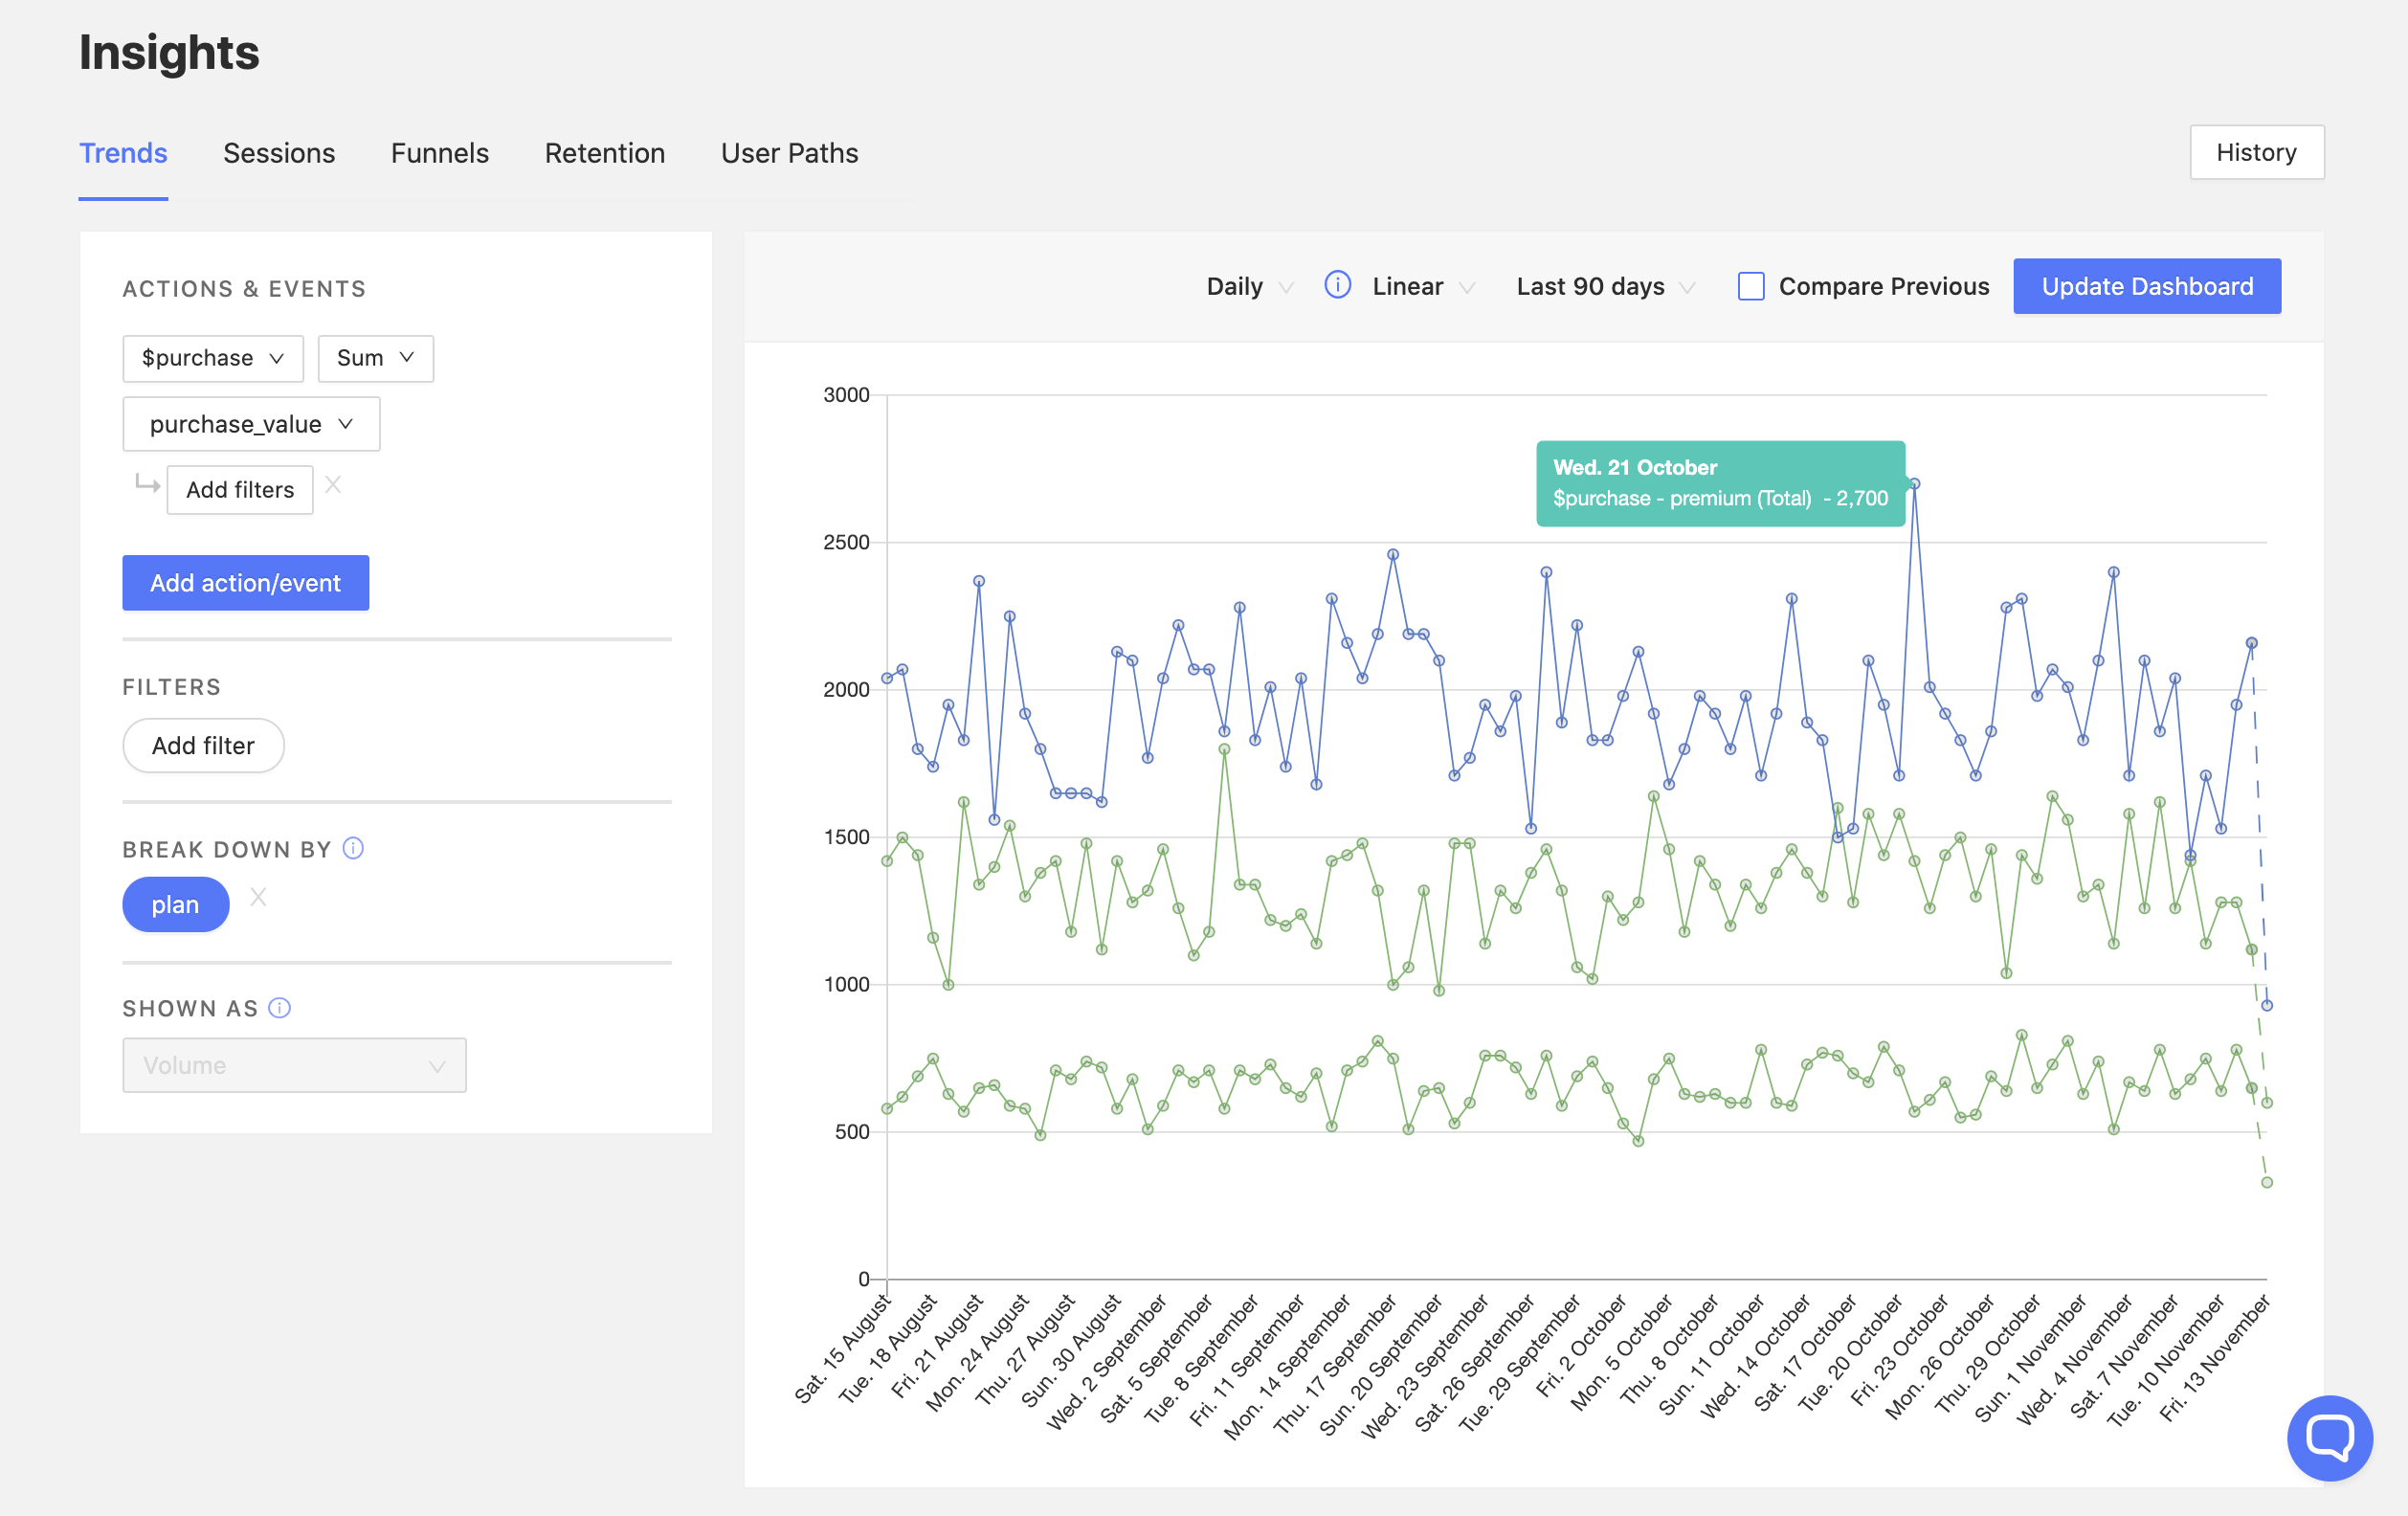 Insights
Trends Sessions Funnels Retention User Paths
History
ACTIONS & EVENTS
$purchase Sum
purchase_value
Add filters X
Add action/event
FILTERS
Add filter
BREAK DOWN BY
plan X
SHOWN AS
Volume
Daily Linear Last 90 days Compare Previous Update Dashboard
3000
2500
2000
1500
1000
500
0
Wed. 21 October
$purchase - premium (Total) - 2,700
Sat. 15 August
Tue. 18 August
Fri. 21 August
Mon. 24 August
Thu. 27 August
Sun. 30 August
Wed. 2 September
Sat. 5 September
Tue. 8 September
Fri. 11 September
Mon. 14 September
Thu. 17 September
Sun. 20 September
Wed. 23 September
Sat. 26 September
Tue. 29 September
Fri. 2 October
Mon. 5 October
Thu. 8 October
Sun. 11 October
Wed. 14 October
Sat. 17 October
Tue. 20 October
Fri. 23 October
Mon. 26 October
Thu. 29 October
Sun. 1 November
Wed. 4 November
Sat. 7 November
Tue. 10 November
Fri. 13 November